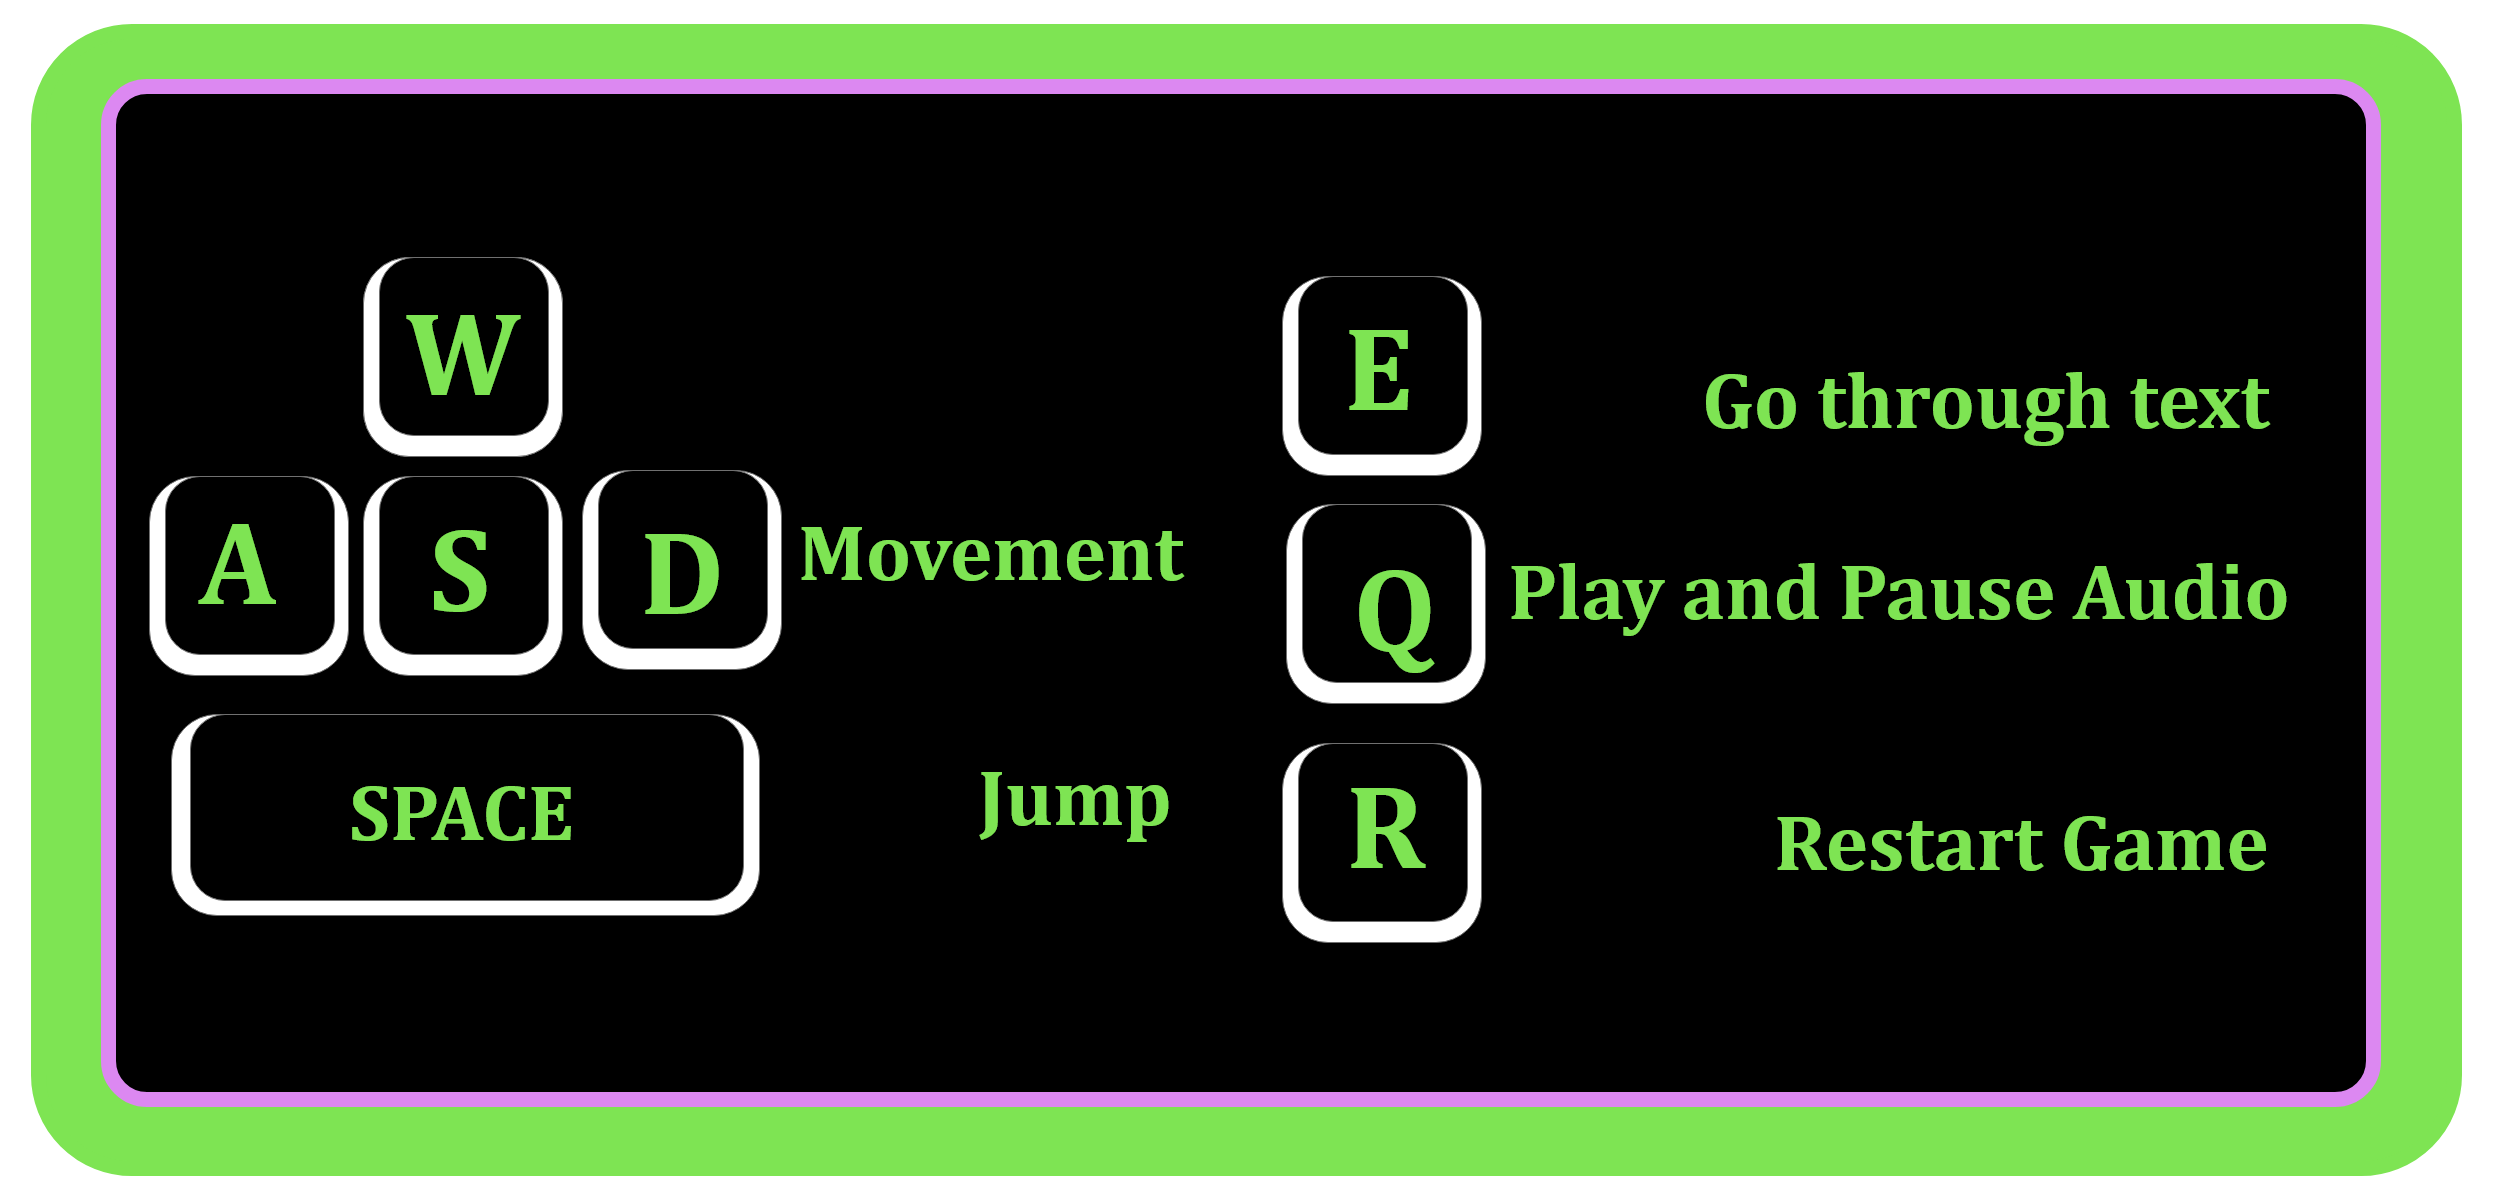 W
A S D Movement
SPACE Jump
E Go through text
Q Play and Pause Audio
R Restart Game